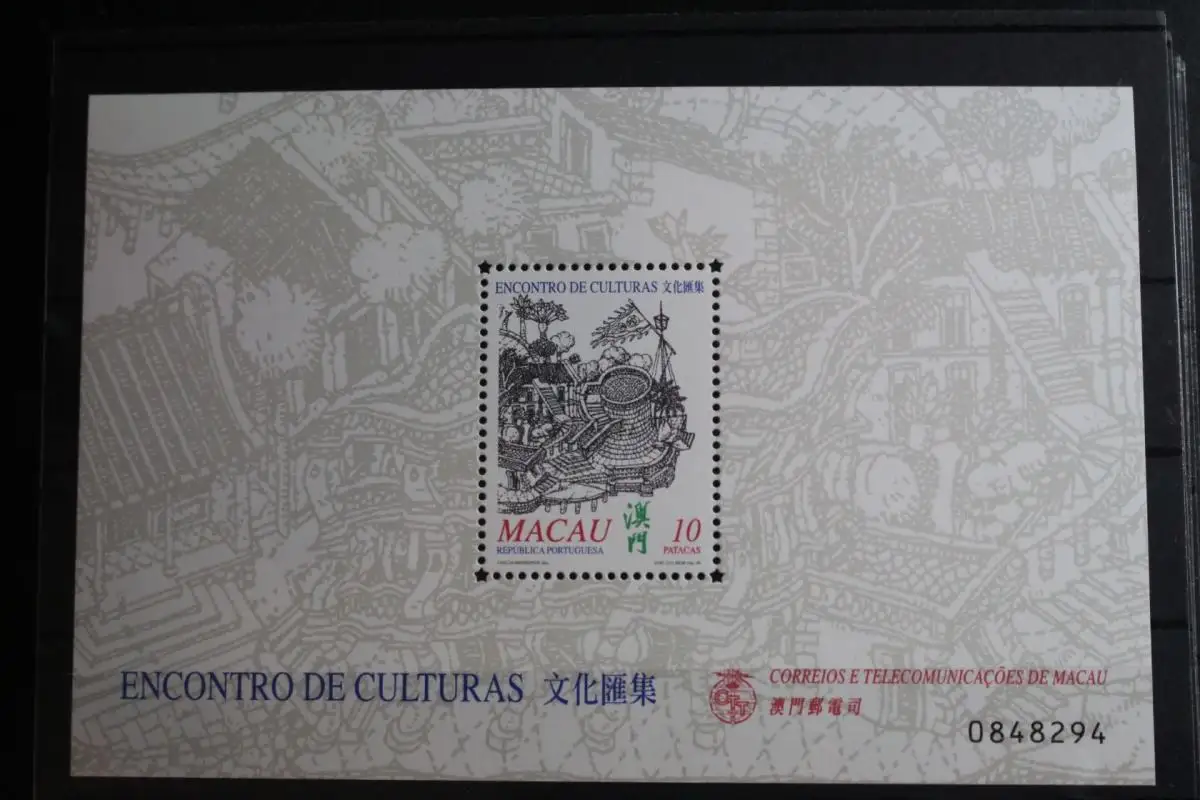 ENCONTRO DE CULTURAS 文化匯集
MACAU 澳門 10
REPÚBLICA PORTUGUESA PATACAS
ENCONTRO DE CULTURAS 文化匯集
CORREIOS E TELECOMUNICAÇÕES DE MACAU
澳門郵電司
0848294